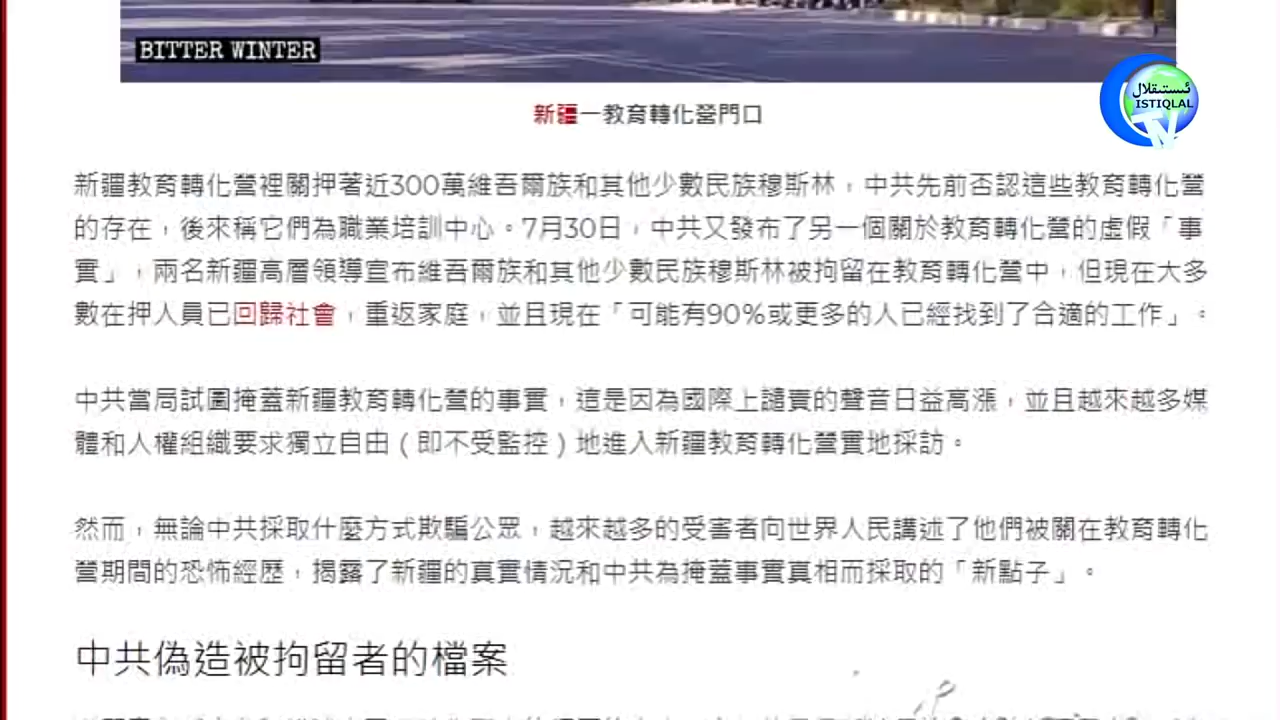 BITTER WINTER
ئىستىقلال
ISTIQLAL
TV
新疆一教育轉化營門口
新疆教育轉化營裡關押著近300萬維吾爾族和其他少數民族穆斯林，中共先前否認這些教育轉化營
的存在，後來稱它們為職業培訓中心。7月30日，中共又發布了另一個關於教育轉化營的虛假「事
實」，兩名新疆高層領導宣布維吾爾族和其他少數民族穆斯林被拘留在教育轉化營中，但現在大多
數在押人員已回歸社會，重返家庭，並且現在「可能有90%或更多的人已經找到了合適的工作」。
中共當局試圖掩蓋新疆教育轉化營的事實，這是因為國際上譴責的聲音日益高漲，並且越來越多媒
體和人權組織要求獨立自由（即不受監控）地進入新疆教育轉化營實地採訪。
然而，無論中共採取什麼方式欺騙公眾，越來越多的受害者向世界人民講述了他們被關在教育轉化
營期間的恐怖經歷，揭露了新疆的真實情況和中共為掩蓋事實真相而採取的「新點子」。
中共偽造被拘留者的檔案